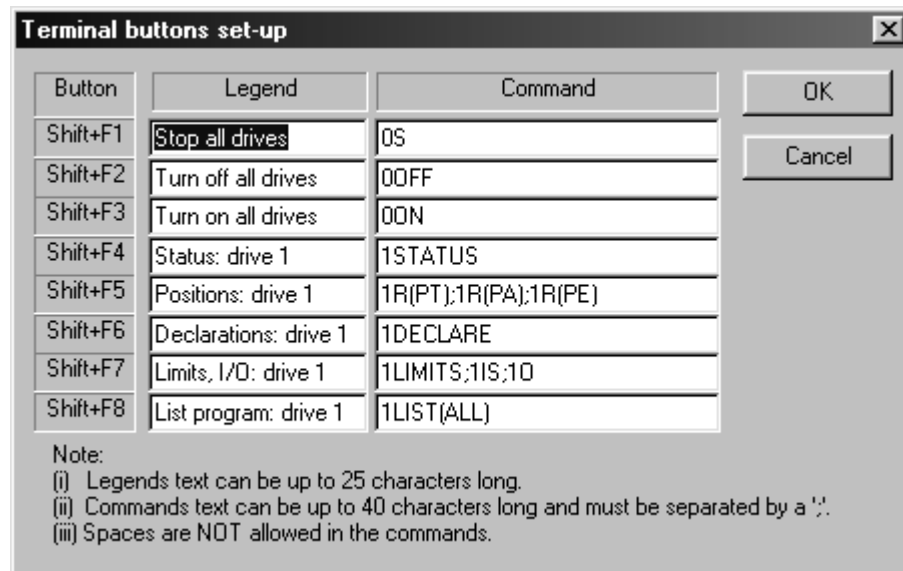 Terminal buttons set-up
Button Legend Command OK
Shift+F1 Stop all drives 0S
Cancel
Shift+F2 Turn off all drives 0OFF
Shift+F3 Turn on all drives 0ON
Shift+F4 Status: drive 1 1STATUS
Shift+F5 Positions: drive 1 1R(PT);1R(PA);1R(PE)
Shift+F6 Declarations: drive 1 1DECLARE
Shift+F7 Limits, I/O: drive 1 1LIMITS;1IS;1O
Shift+F8 List program: drive 1 1LIST(ALL)
Note:
(i) Legends text can be up to 25 characters long.
(ii) Commands text can be up to 40 characters long and must be separated by a ';'.
(iii) Spaces are NOT allowed in the commands.